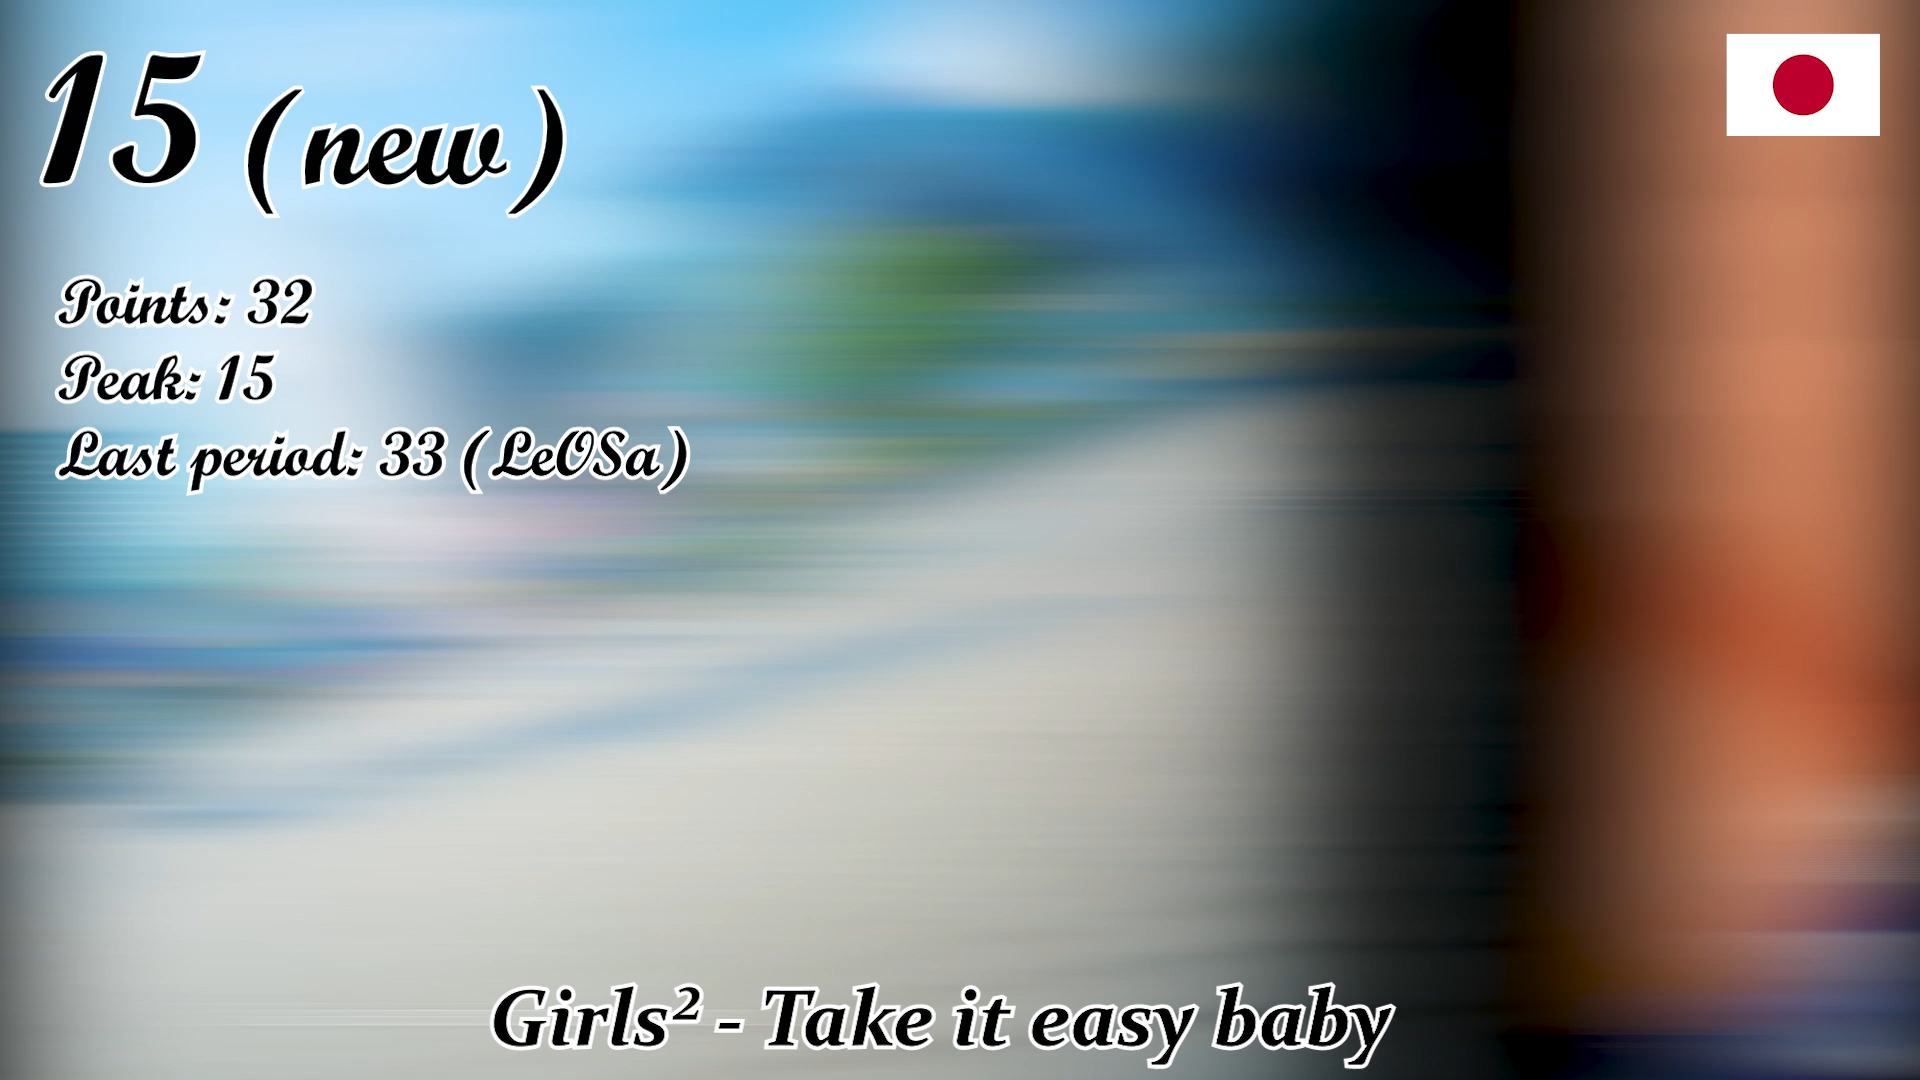 15 (new)
Points: 32
Peak: 15
Last period: 33 (LeOSa)
Girls² - Take it easy baby